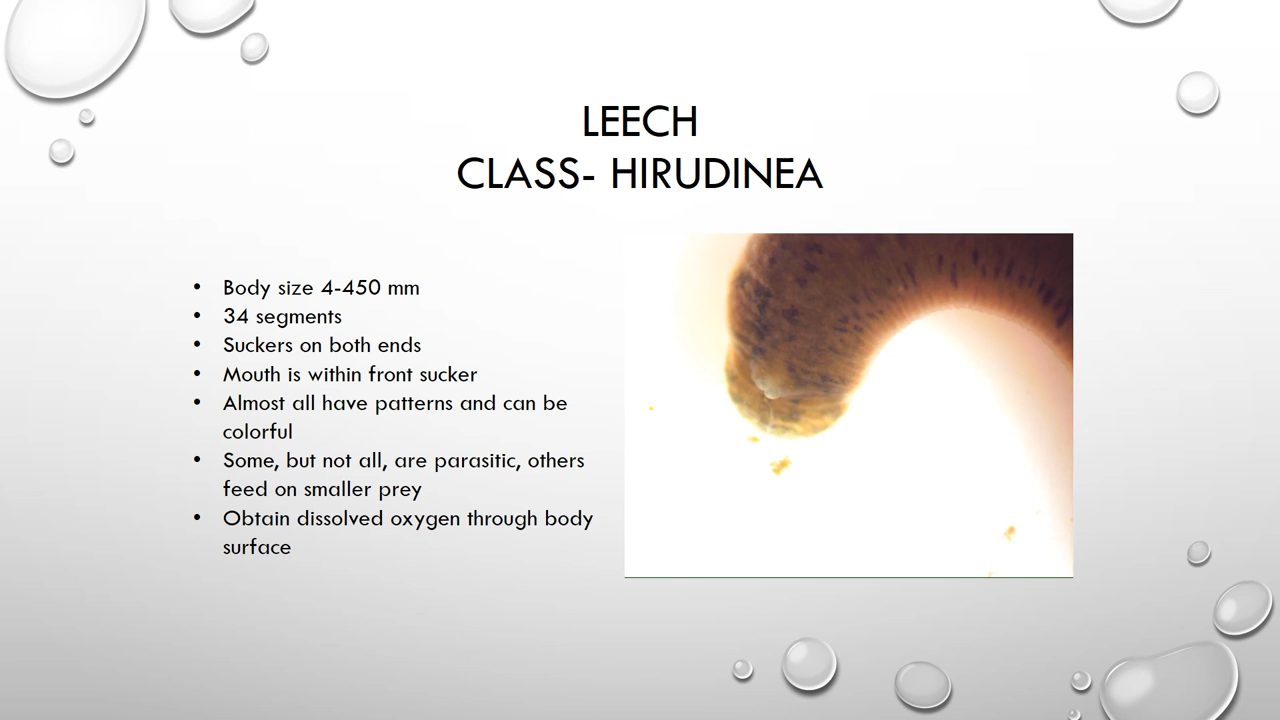 LEECH
CLASS- HIRUDINEA
• Body size 4-450 mm
• 34 segments
• Suckers on both ends
• Mouth is within front sucker
• Almost all have patterns and can be
colorful
• Some, but not all, are parasitic, others
feed on smaller prey
• Obtain dissolved oxygen through body
surface